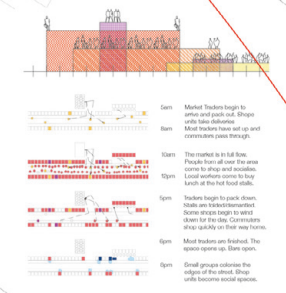 5am Market Traders begin to
arrive and pack out. Shops
units take deliveries
8am Most traders have set up and
commuters pass through.
10am The market is in full flow.
People from all over the area
come to shop and socialise.
12pm Local workers come to buy
lunch at the hot food stalls.
5pm Traders begin to pack down.
Stalls are folded/dismantled.
Some shops begin to wind
down for the day. Commuters
shop quickly on their way home.
6pm Most traders are finished. The
space opens up. Bars open.
8pm Small groups colonise the
edges of the street. Shop
units become social spaces.